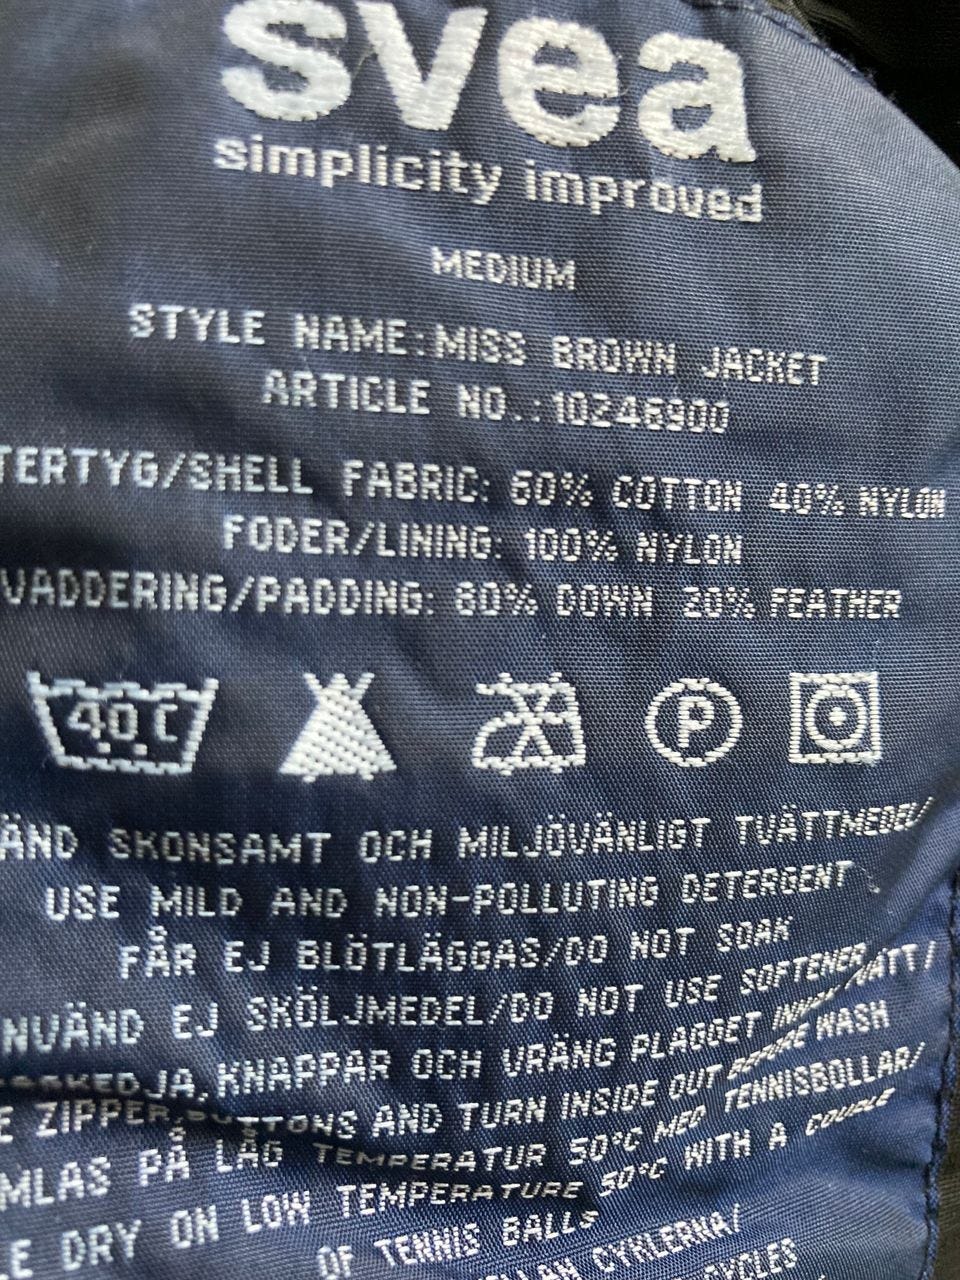 svea
simplicity improved
MEDIUM
STYLE NAME:MISS BROWN JACKET
ARTICLE NO.:10246900
TERTYG/SHELL FABRIC: 60% COTTON 40% NYLON
FODER/LINING: 100% NYLON
VADDERING/PADDING: 80% DOWN 20% FEATHER
40 C P
ÄND SKONSAMT OCH MILJÖVÄNLIGT TVÄTTMEDEL/
USE MILD AND NON-POLLUTING DETERGENT
FÅR EJ BLÖTLÄGGAS/DO NOT SOAK
NVÄND EJ SKÖLJMEDEL/DO NOT USE SOFTENER
KEDJA, KNAPPAR OCH VRÄNG PLAGGET INNAN TVÄTT/
E ZIPPER, BUTTONS AND TURN INSIDE OUT BEFORE WASH
MLAS PÅ LÅG TEMPERATUR 50°C MED TENNISBOLLAR/
E DRY ON LOW TEMPERATURE 50°C WITH A COUPLE
OF TENNIS BALLS
LLAN CYKLERNA/
CYCLES